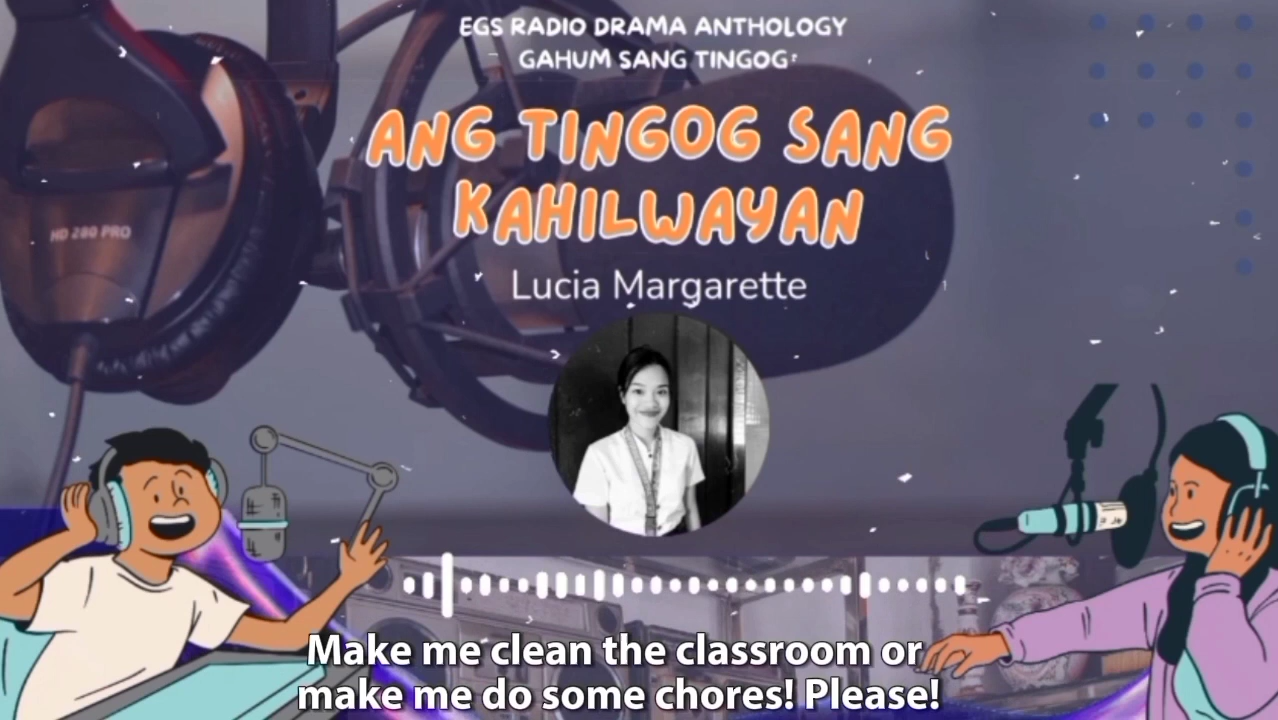 EGS RADIO DRAMA ANTHOLOGY
GAHUM SANG TINGOG
ANG TINGOG SANG
KAHILWAYAN
Lucia Margarette
HD 280 PRO
Make me clean the classroom or
make me do some chores! Please!